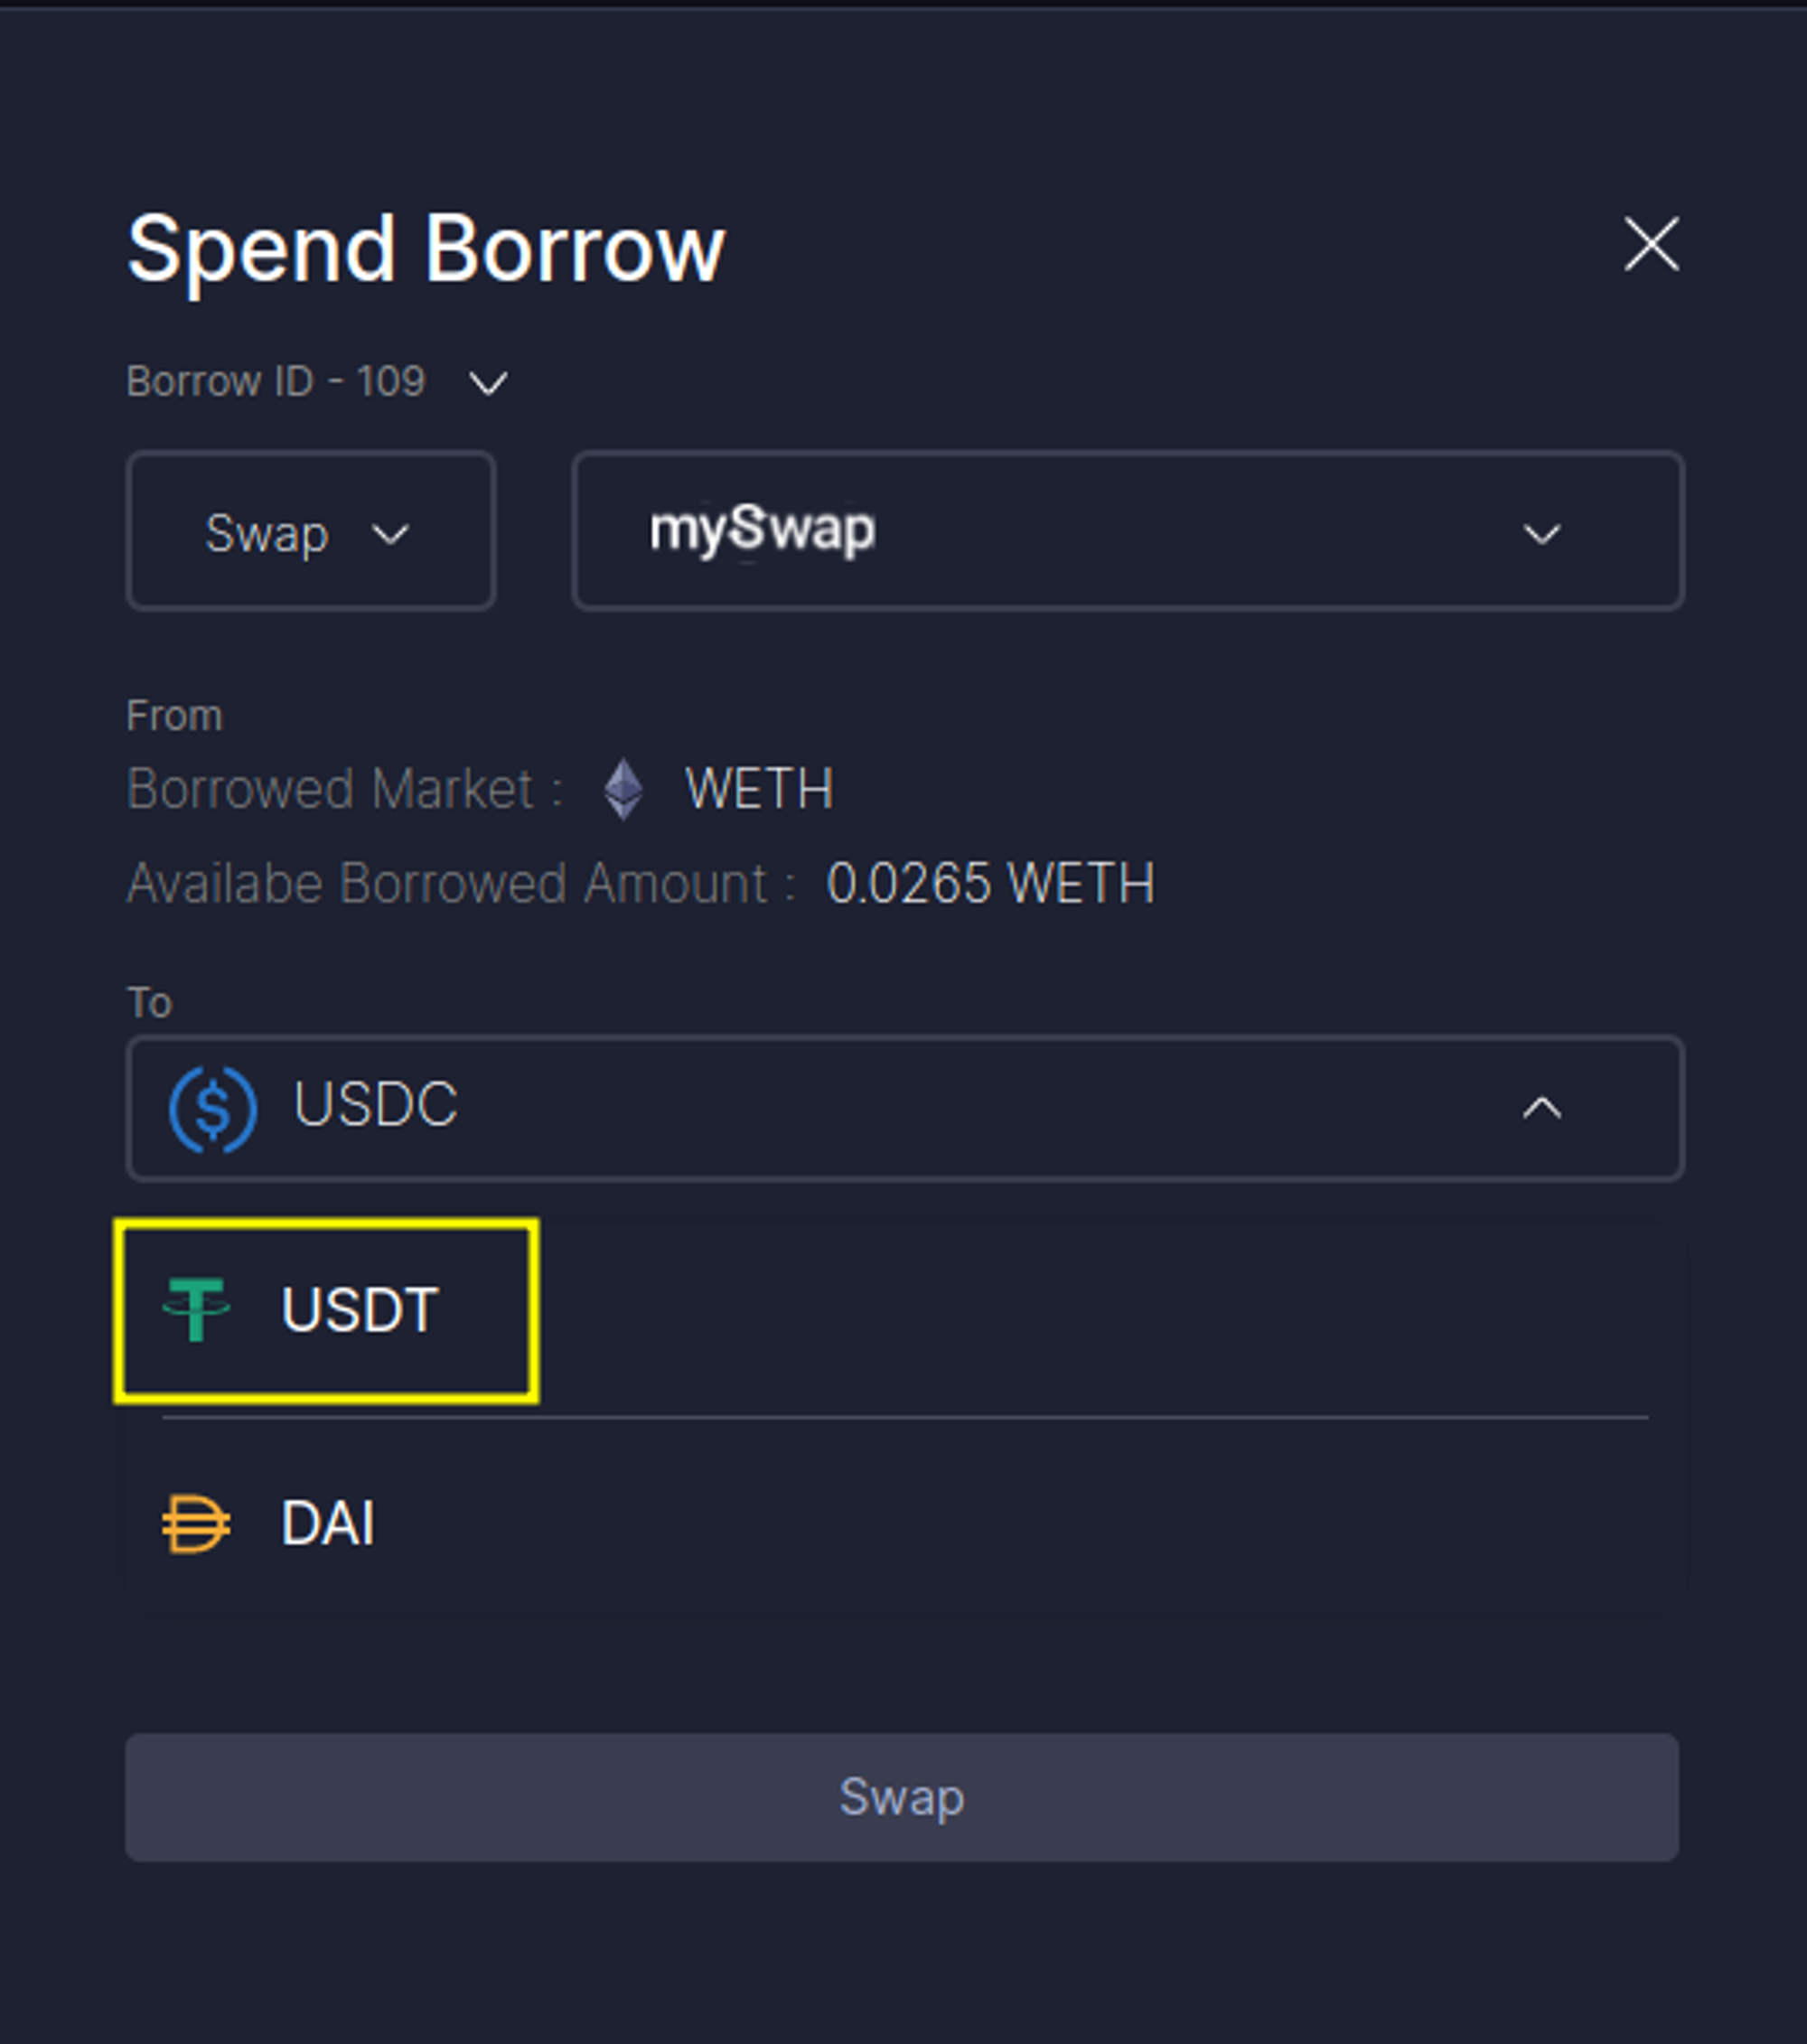 Spend Borrow
Borrow ID - 109
Swap
mySwap
From
Borrowed Market : WETH
Availabe Borrowed Amount : 0.0265 WETH
To
USDC
USDT
DAI
Swap